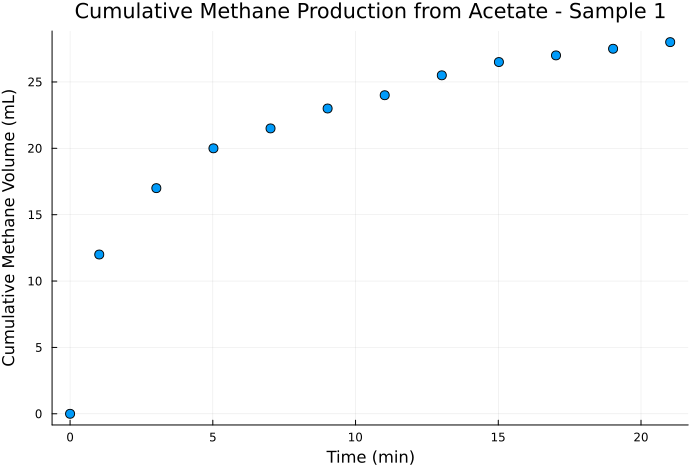 Cumulative Methane Production from Acetate - Sample 1
Cumulative Methane Volume (mL)
25
20
15
10
5
0
0 5 10 15 20
Time (min)